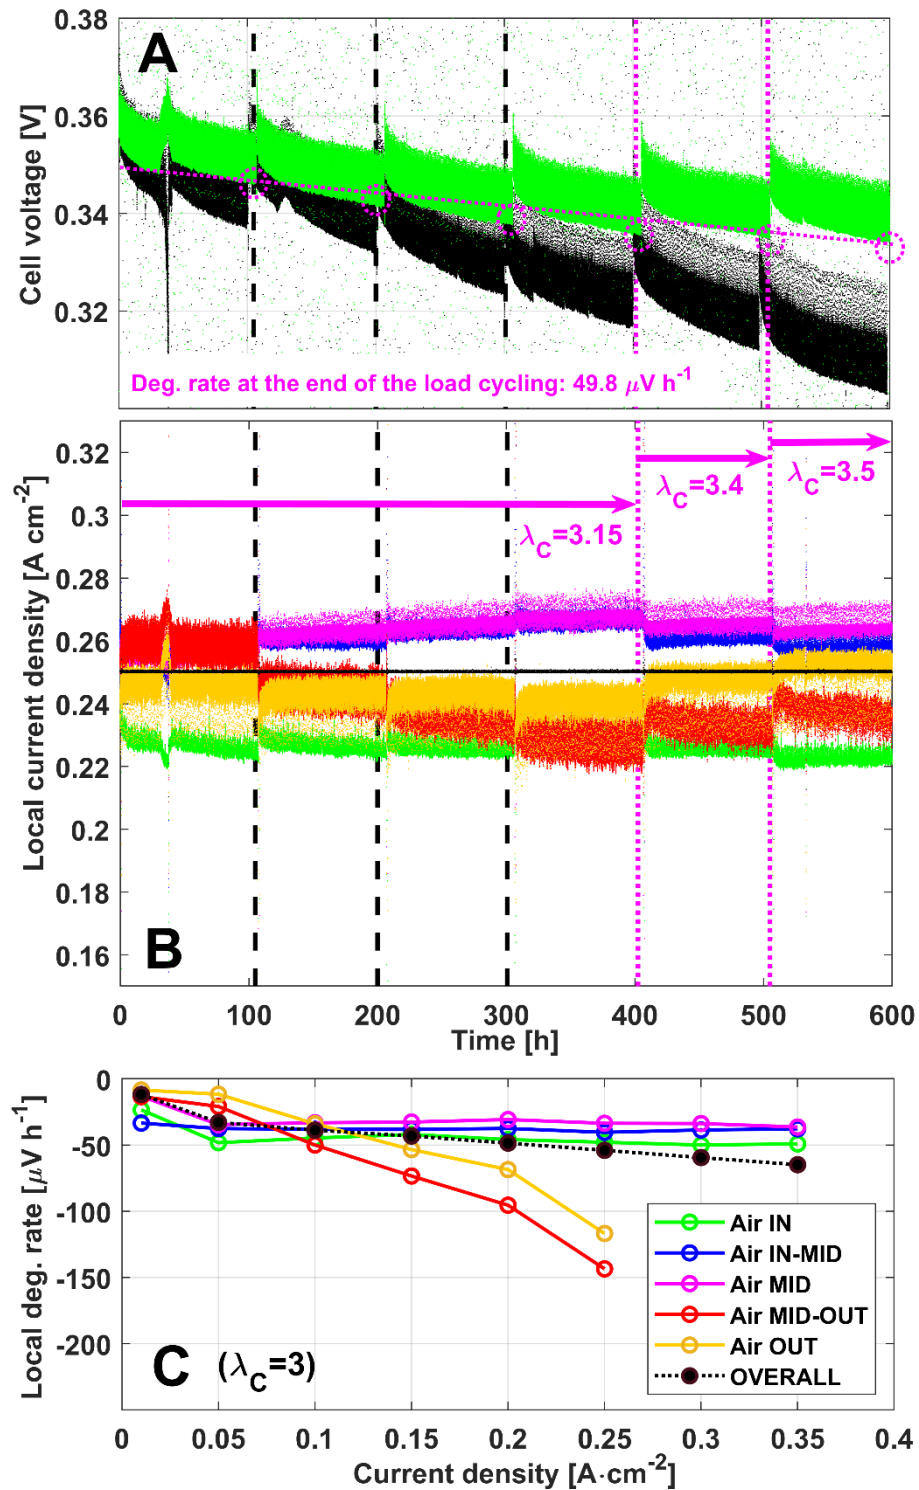 0.38
0.36
0.34
0.32
Cell voltage [V]
A
Deg. rate at the end of the load cycling: 49.8 μV h⁻¹
0.32
0.3
0.28
0.26
0.24
0.22
0.2
0.18
0.16
Local current density [A cm⁻²]
λC=3.15
λC=3.4
λC=3.5
B
0 100 200 300 400 500 600
Time [h]
0
-50
-100
-150
-200
Local deg. rate [μV h⁻¹]
Air IN
Air IN-MID
Air MID
Air MID-OUT
Air OUT
OVERALL
C (λC=3)
0 0.05 0.1 0.15 0.2 0.25 0.3 0.35 0.4
Current density [A·cm⁻²]